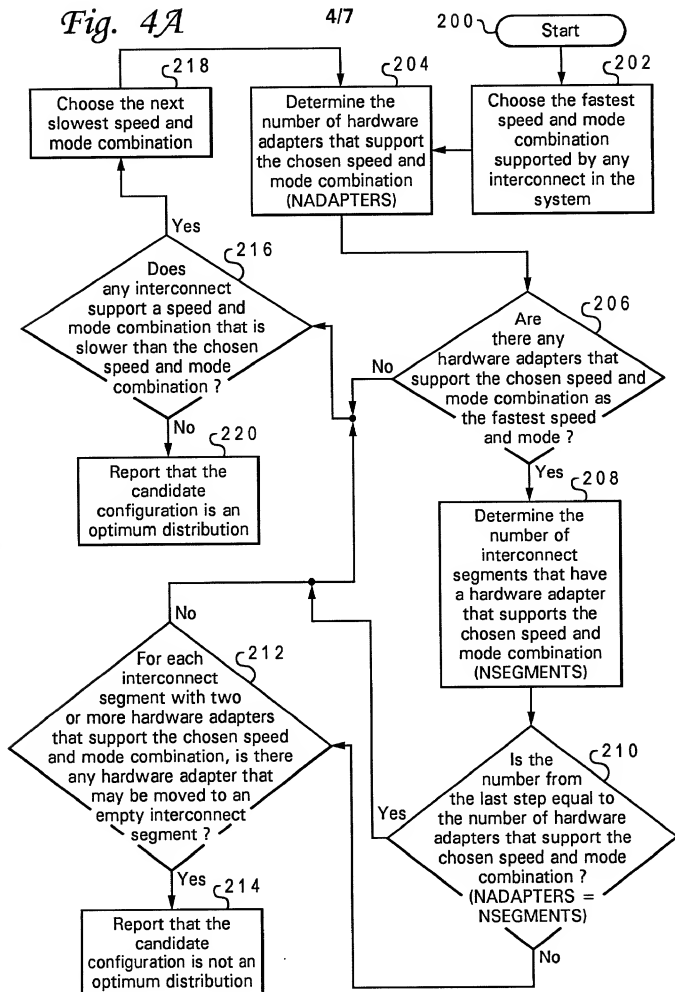 Fig. 4A
4/7
200
Start
218
Choose the next
slowest speed and
mode combination
204
Determine the
number of hardware
adapters that support
the chosen speed and
mode combination
(NADAPTERS)
202
Choose the fastest
speed and mode
combination
supported by any
interconnect in the
system
Yes
216
Does
any interconnect
support a speed and
mode combination that is
slower than the chosen
speed and mode
combination ?
No
206
Are
there any
hardware adapters that
support the chosen speed and
mode combination as
the fastest speed
and mode ?
No
Yes
220
Report that the
candidate
configuration is an
optimum distribution
208
Determine the
number of
interconnect
segments that have
a hardware adapter
that supports the
chosen speed and
mode combination
(NSEGMENTS)
No
212
For each
interconnect
segment with two
or more hardware adapters
that support the chosen speed
and mode combination, is there
any hardware adapter that
may be moved to an
empty interconnect
segment ?
Yes
210
Is the
number from
the last step equal to
the number of hardware
adapters that support the
chosen speed and mode
combination ?
(NADAPTERS =
NSEGMENTS)
Yes
No
214
Report that the
candidate
configuration is not an
optimum distribution